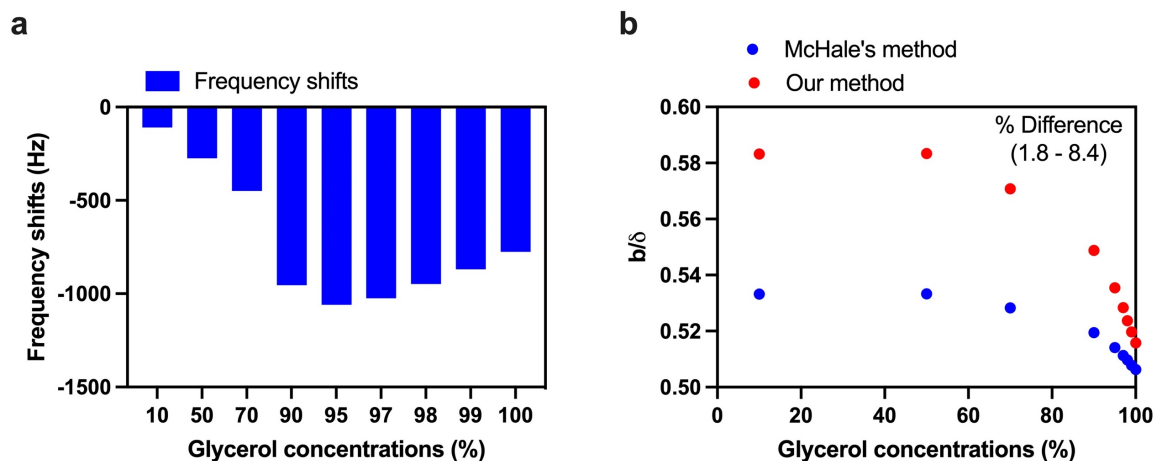 a
Frequency shifts
0
-500
-1000
-1500
Frequency shifts (Hz)
10 50 70 90 95 97 98 99 100
Glycerol concentrations (%)
b
McHale's method
Our method
% Difference
(1.8 - 8.4)
0.60
0.58
0.56
0.54
0.52
0.50
b/δ
0 20 40 60 80 100
Glycerol concentrations (%)